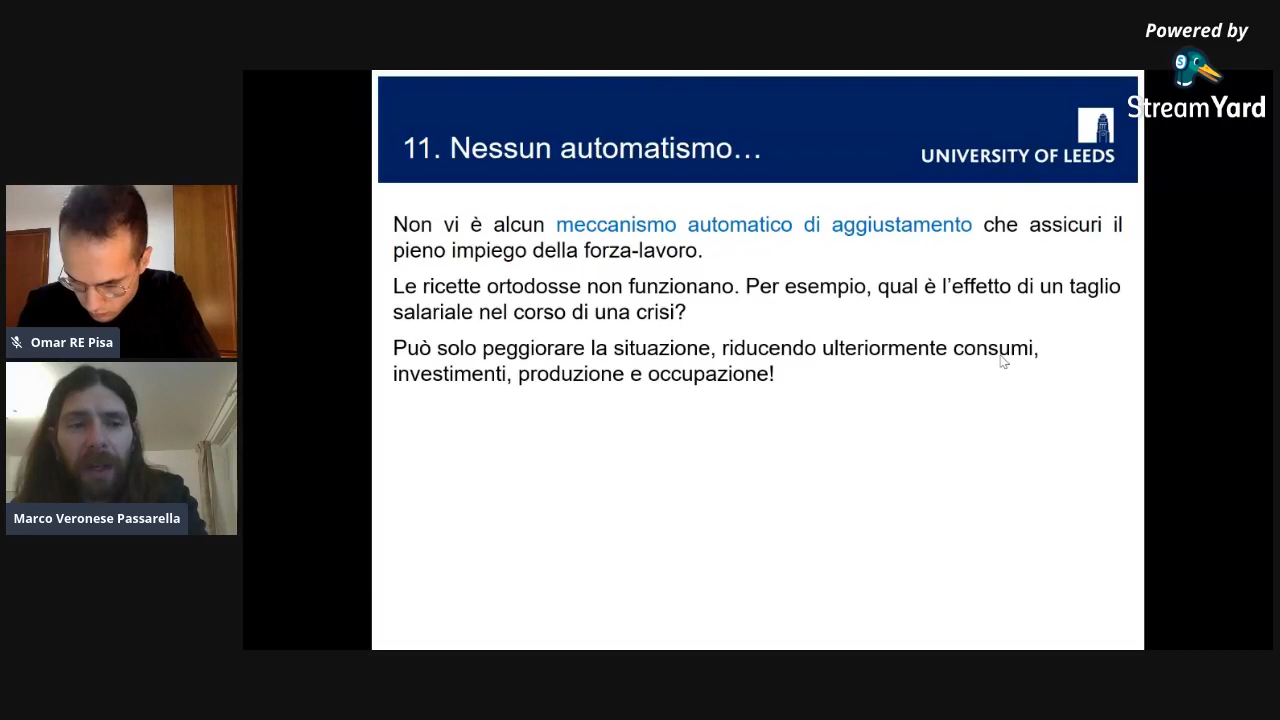 Powered by
StreamYard
11. Nessun automatismo…
UNIVERSITY OF LEEDS
Non vi è alcun meccanismo automatico di aggiustamento che assicuri il
pieno impiego della forza-lavoro.
Le ricette ortodosse non funzionano. Per esempio, qual è l’effetto di un taglio
salariale nel corso di una crisi?
Può solo peggiorare la situazione, riducendo ulteriormente consumi,
investimenti, produzione e occupazione!
Omar RE Pisa
Marco Veronese Passarella